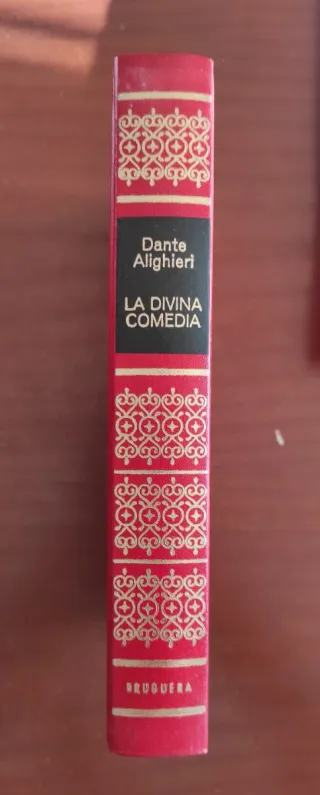 Dante
Alighieri
LA DIVINA
COMEDIA
BRUGUERA